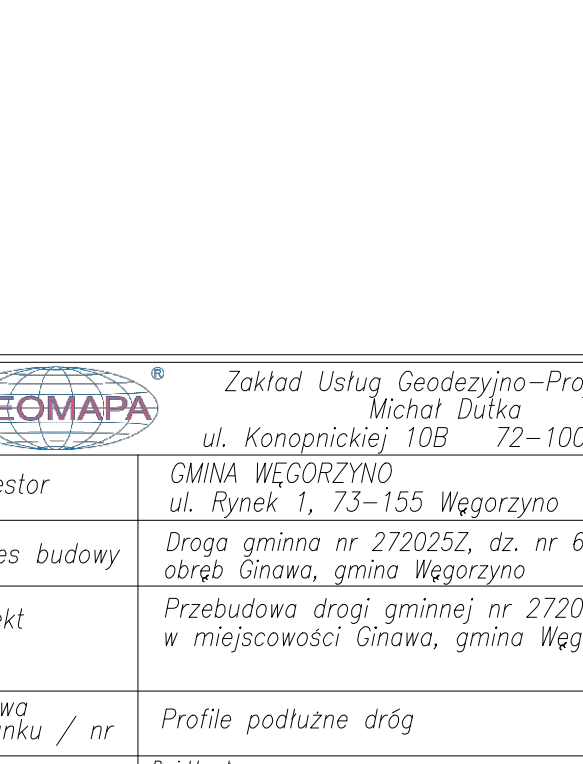 EOMAPA ®
Zakład Usług Geodezyjno-Pro
Michał Dutka
ul. Konopnickiej 10B 72-100
estor
GMINA WĘGORZYNO
ul. Rynek 1, 73-155 Węgorzyno
es budowy
Droga gminna nr 272025Z, dz. nr 6
obręb Ginawa, gmina Węgorzyno
ekt
Przebudowa drogi gminnej nr 2720
w miejscowości Ginawa, gmina Węg
wa
unku / nr
Profile podłużne dróg